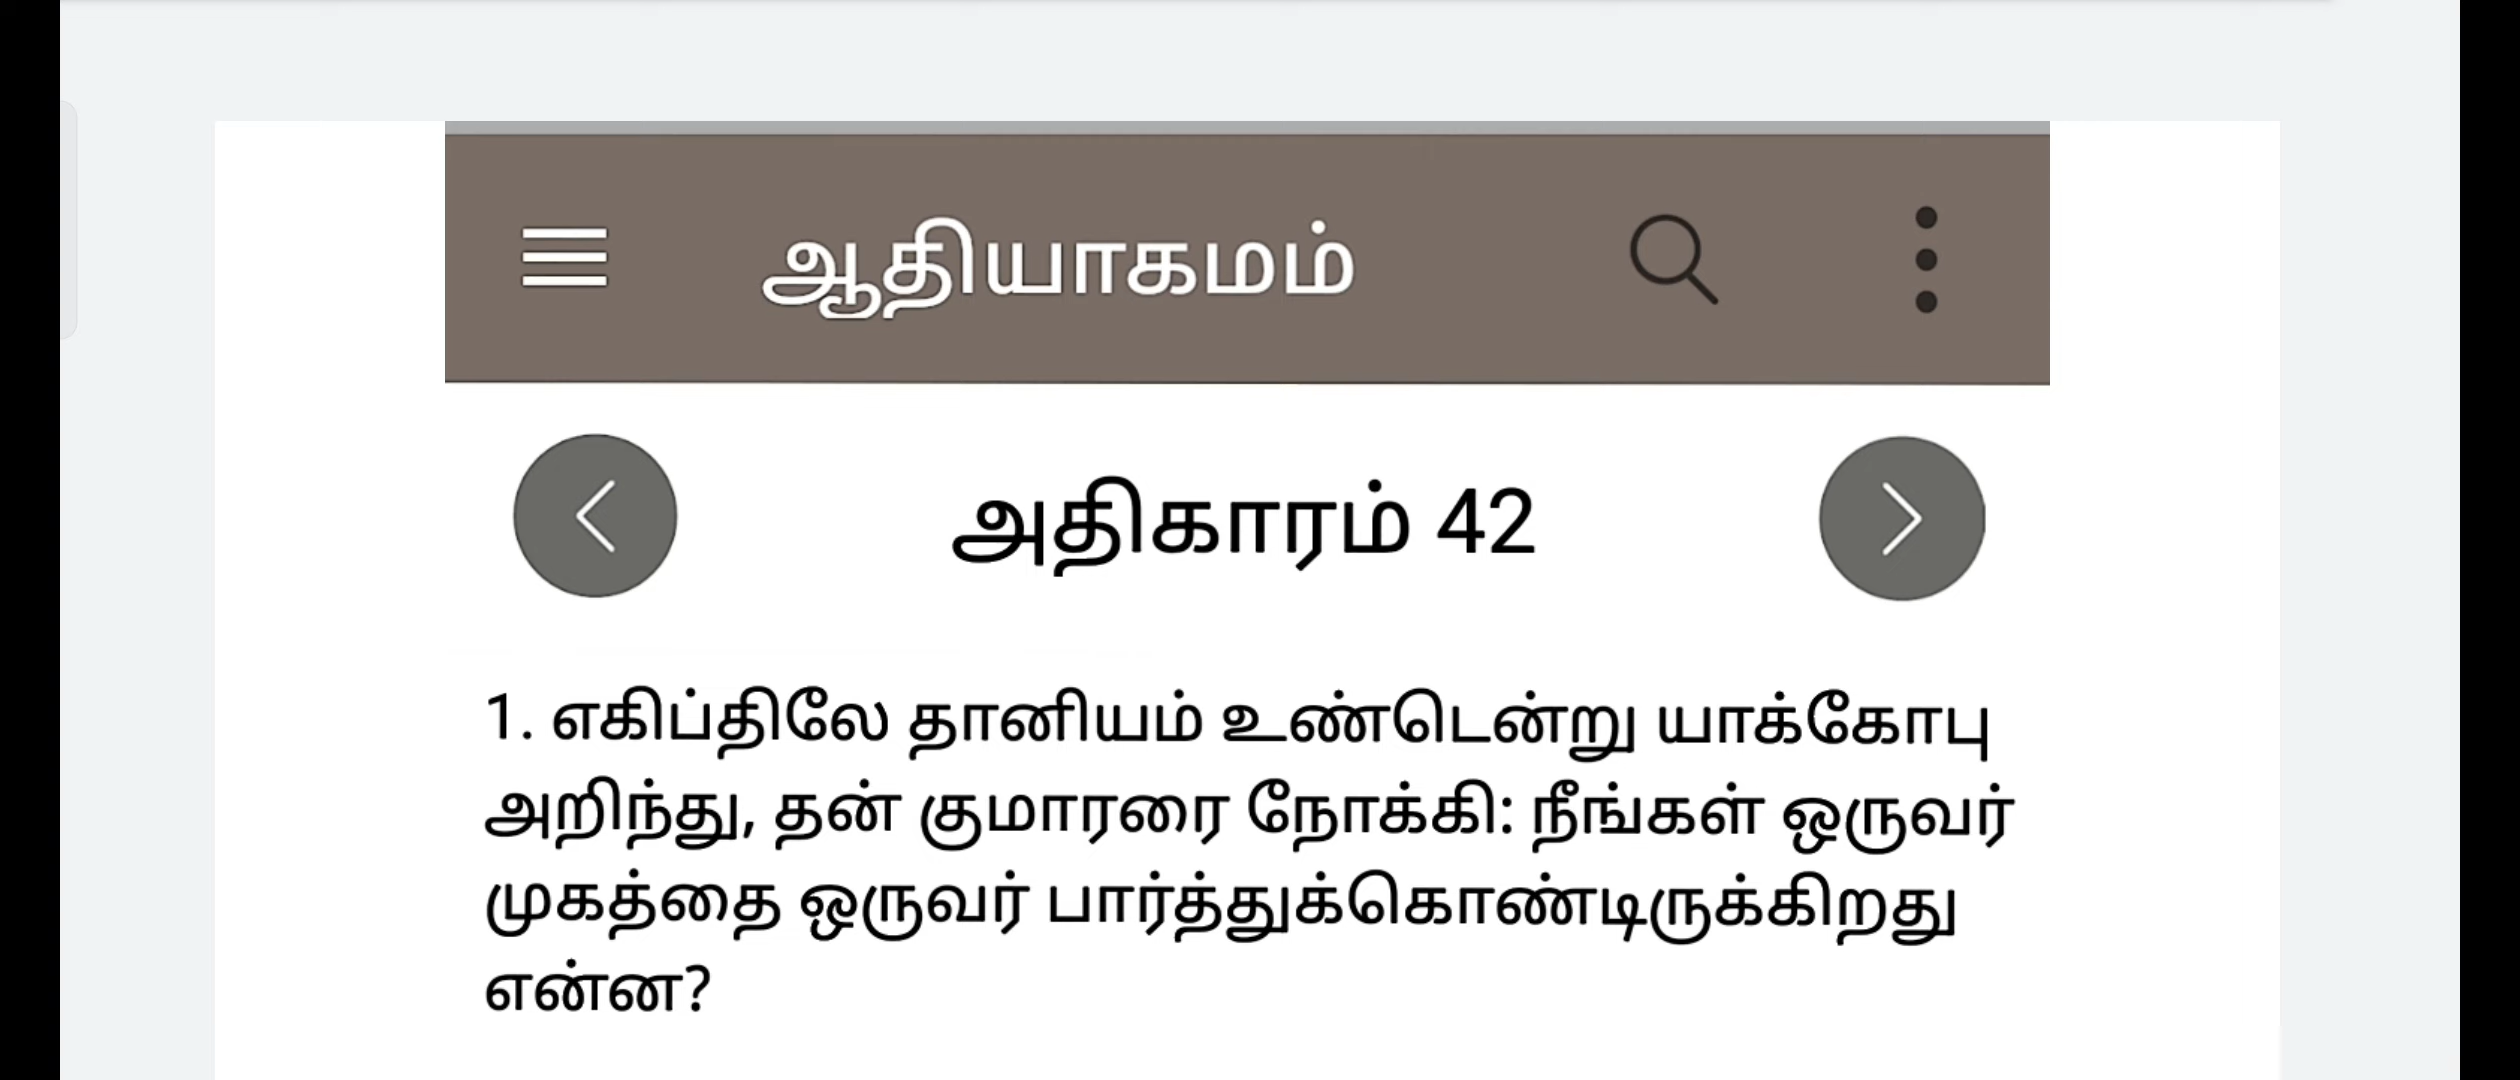 ஆதியாகமம்
அதிகாரம் 42
1. எகிப்திலே தானியம் உண்டென்று யாக்கோபு
அறிந்து, தன் குமாரரை நோக்கி: நீங்கள் ஒருவர்
முகத்தை ஒருவர் பார்த்துக்கொண்டிருக்கிறது
என்ன?